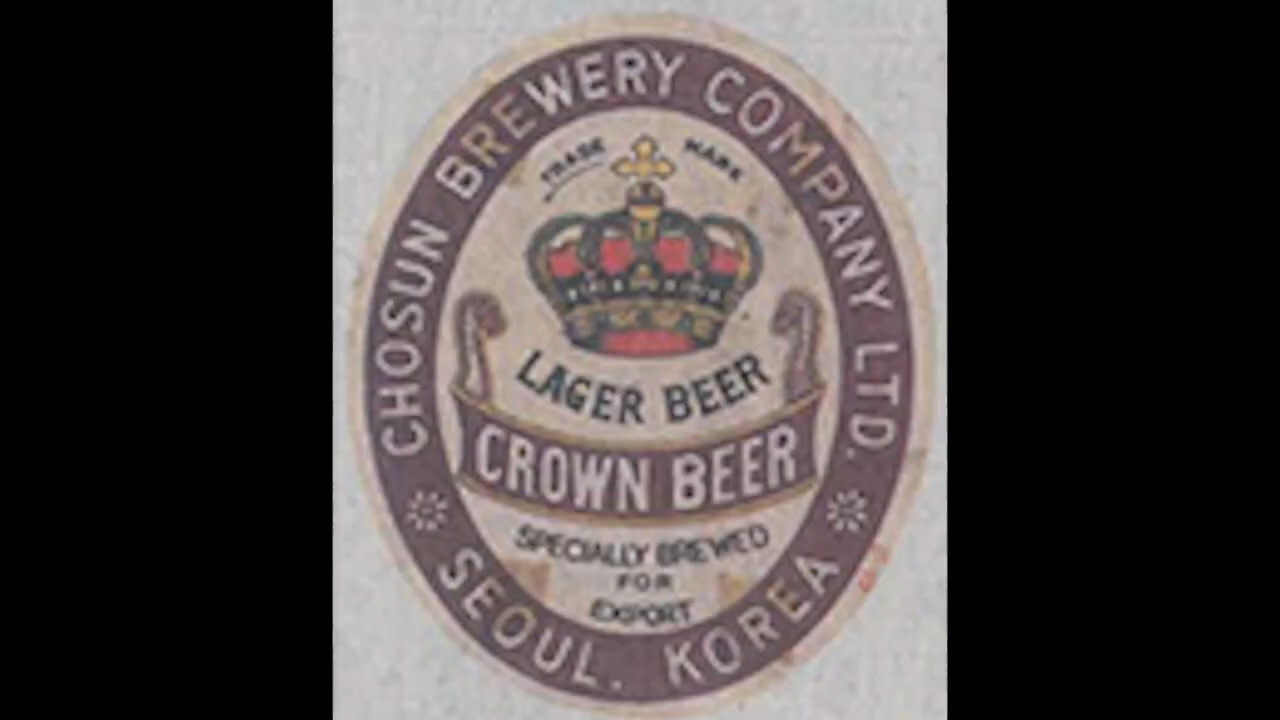 CHOSUN BREWERY COMPANY LTD.
TRADE MARK
LAGER BEER
CROWN BEER
SPECIALLY BREWED
FOR
EXPORT
SEOUL. KOREA